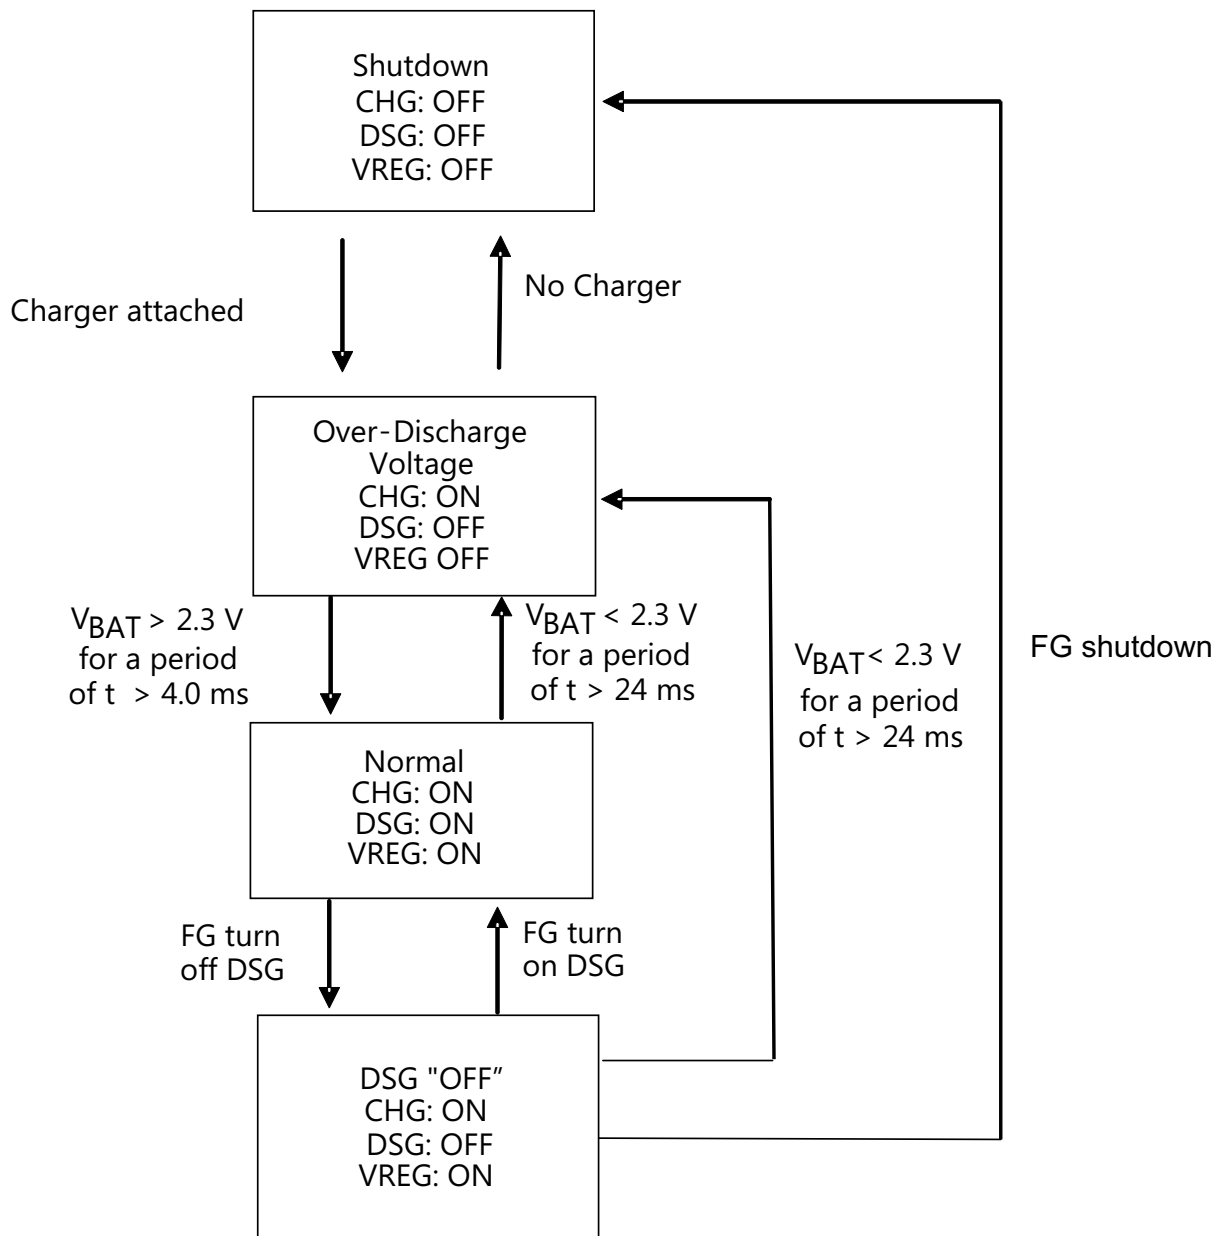 Shutdown
CHG: OFF
DSG: OFF
VREG: OFF
Charger attached
No Charger
Over-Discharge
Voltage
CHG: ON
DSG: OFF
VREG OFF
VBAT > 2.3 V
for a period
of t > 4.0 ms
VBAT < 2.3 V
for a period
of t > 24 ms
VBAT < 2.3 V
for a period
of t > 24 ms
FG shutdown
Normal
CHG: ON
DSG: ON
VREG: ON
FG turn
off DSG
FG turn
on DSG
DSG "OFF”
CHG: ON
DSG: OFF
VREG: ON